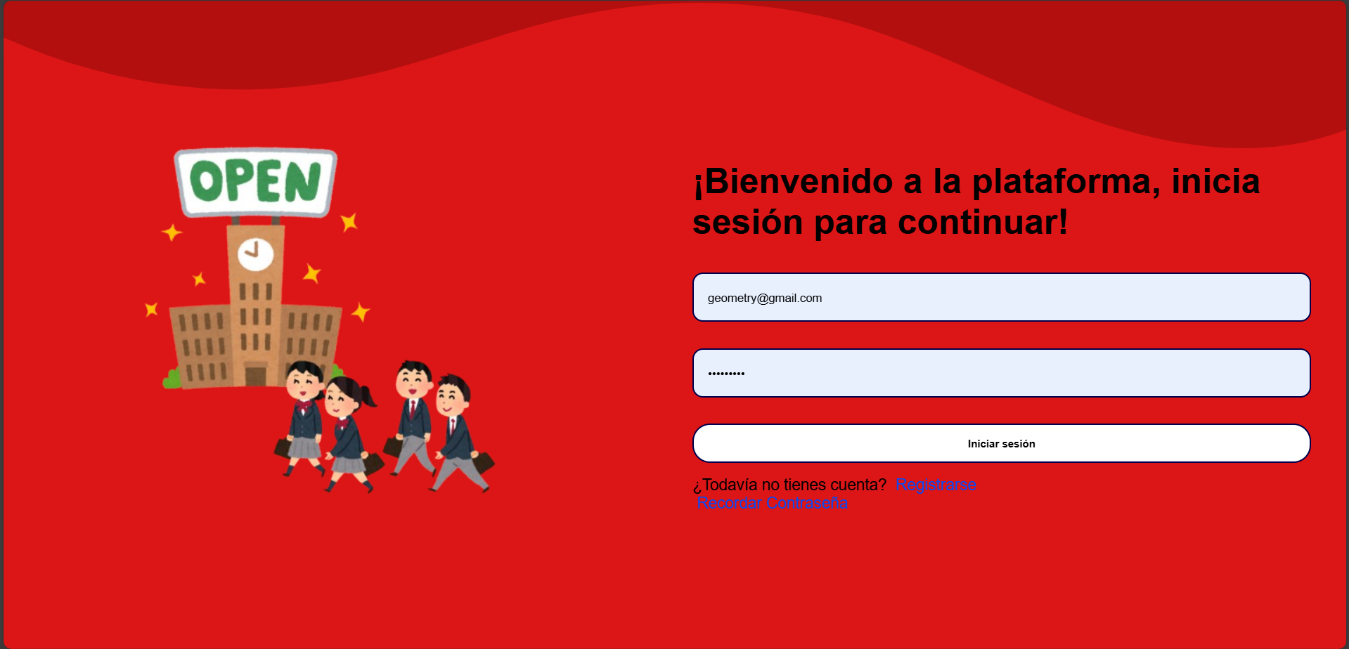 OPEN
¡Bienvenido a la plataforma, inicia
sesión para continuar!
geometry@gmail.com
•••••••••
Iniciar sesión
¿Todavía no tienes cuenta? Registrarse
Recordar Contraseña